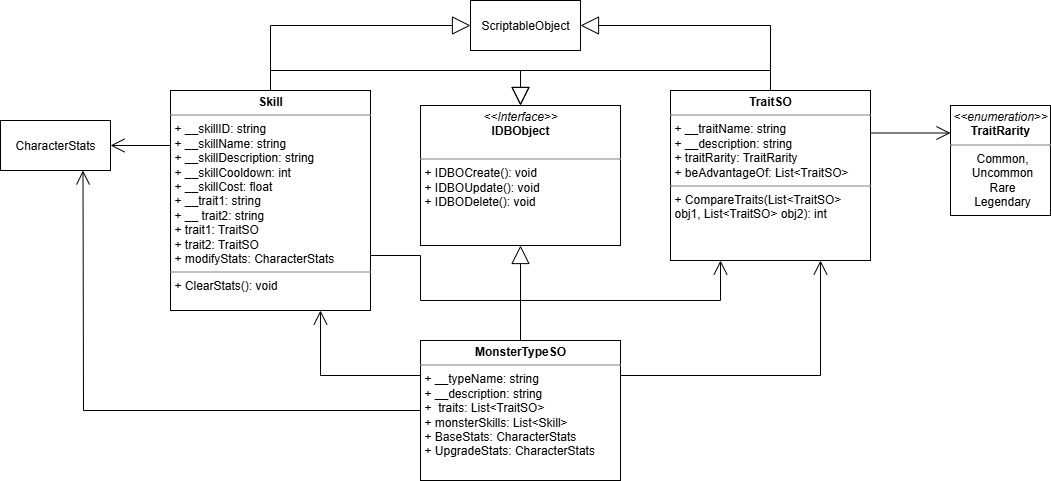 ScriptableObject
Skill
+ __skillID: string
+ __skillName: string
+ __skillDescription: string
+ __skillCooldown: int
+ __skillCost: float
+ __trait1: string
+ __ trait2: string
+ trait1: TraitSO
+ trait2: TraitSO
+ modifyStats: CharacterStats
+ ClearStats(): void
CharacterStats
<<Interface>>
IDBObject
+ IDBOCreate(): void
+ IDBOUpdate(): void
+ IDBODelete(): void
TraitSO
+ __traitName: string
+ __description: string
+ traitRarity: TraitRarity
+ beAdvantageOf: List<TraitSO>
+ CompareTraits(List<TraitSO>
obj1, List<TraitSO> obj2): int
<<enumeration>>
TraitRarity
Common,
Uncommon
Rare
Legendary
MonsterTypeSO
+ __typeName: string
+ __description: string
+ traits: List<TraitSO>
+ monsterSkills: List<Skill>
+ BaseStats: CharacterStats
+ UpgradeStats: CharacterStats